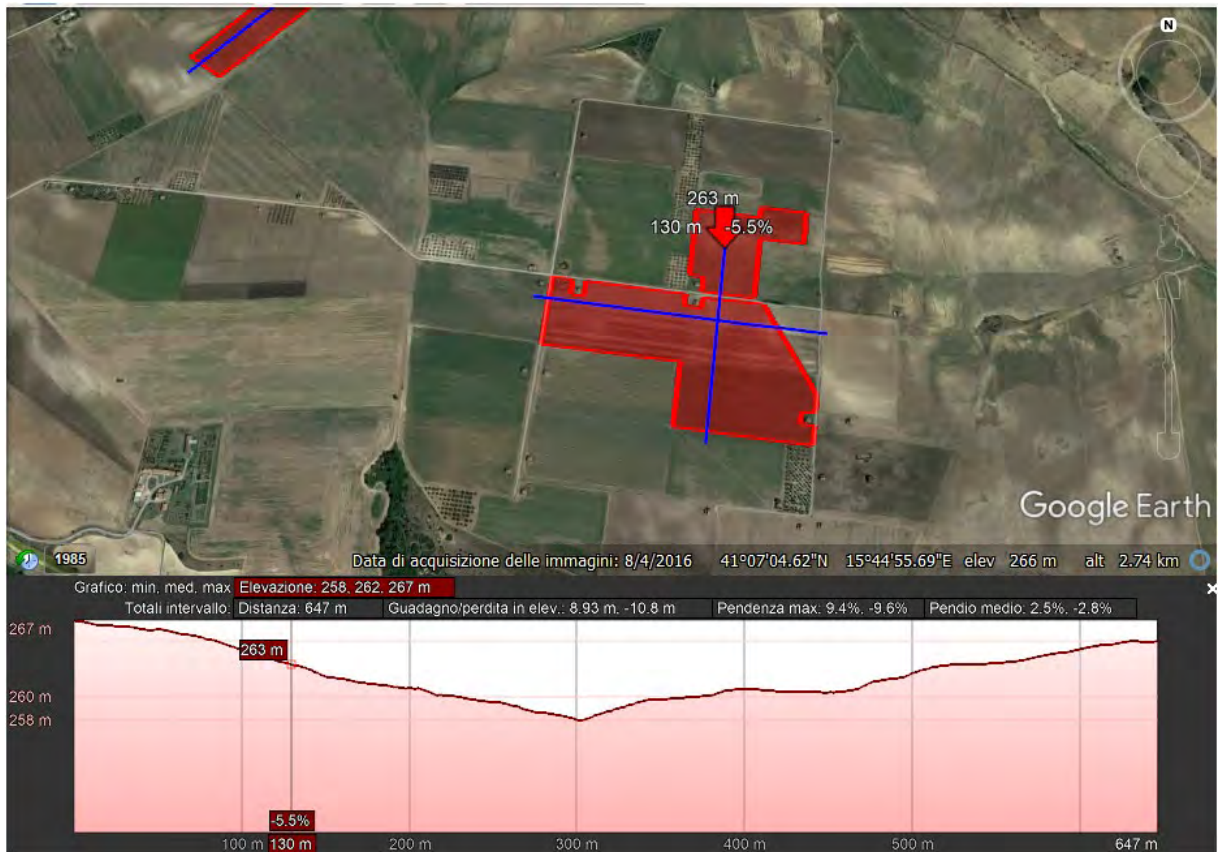 N
263 m
130 m -5.5%
Google Earth
1985 Data di acquisizione delle immagini: 8/4/2016 41°07'04.62"N 15°44'55.69"E elev 266 m alt 2.74 km
Grafico: min, med, max Elevazione: 258, 262, 267 m
Totali intervallo: Distanza: 647 m Guadagno/perdita in elev.: 8.93 m, -10.8 m Pendenza max: 9.4%, -9.6% Pendio medio: 2.5%, -2.8%
267 m
263 m
260 m
258 m
-5.5%
100 m 130 m 200 m 300 m 400 m 500 m 647 m